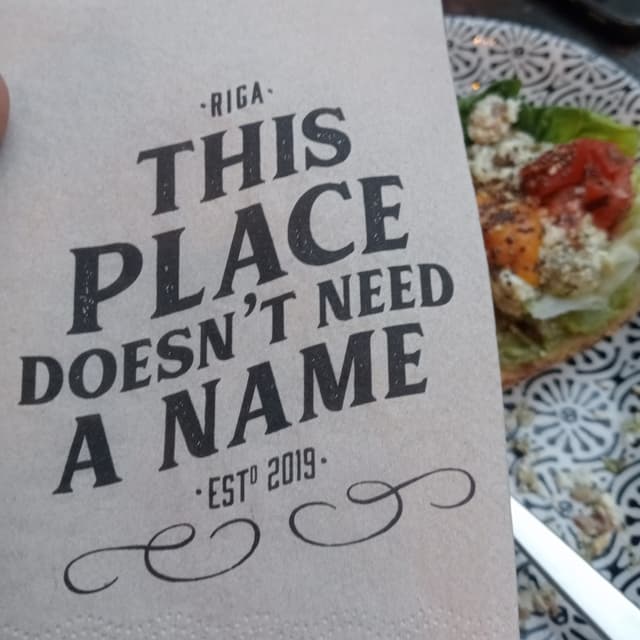 ·RIGA·
THIS
PLACE
DOESN'T NEED
A NAME
·ESTD 2019·